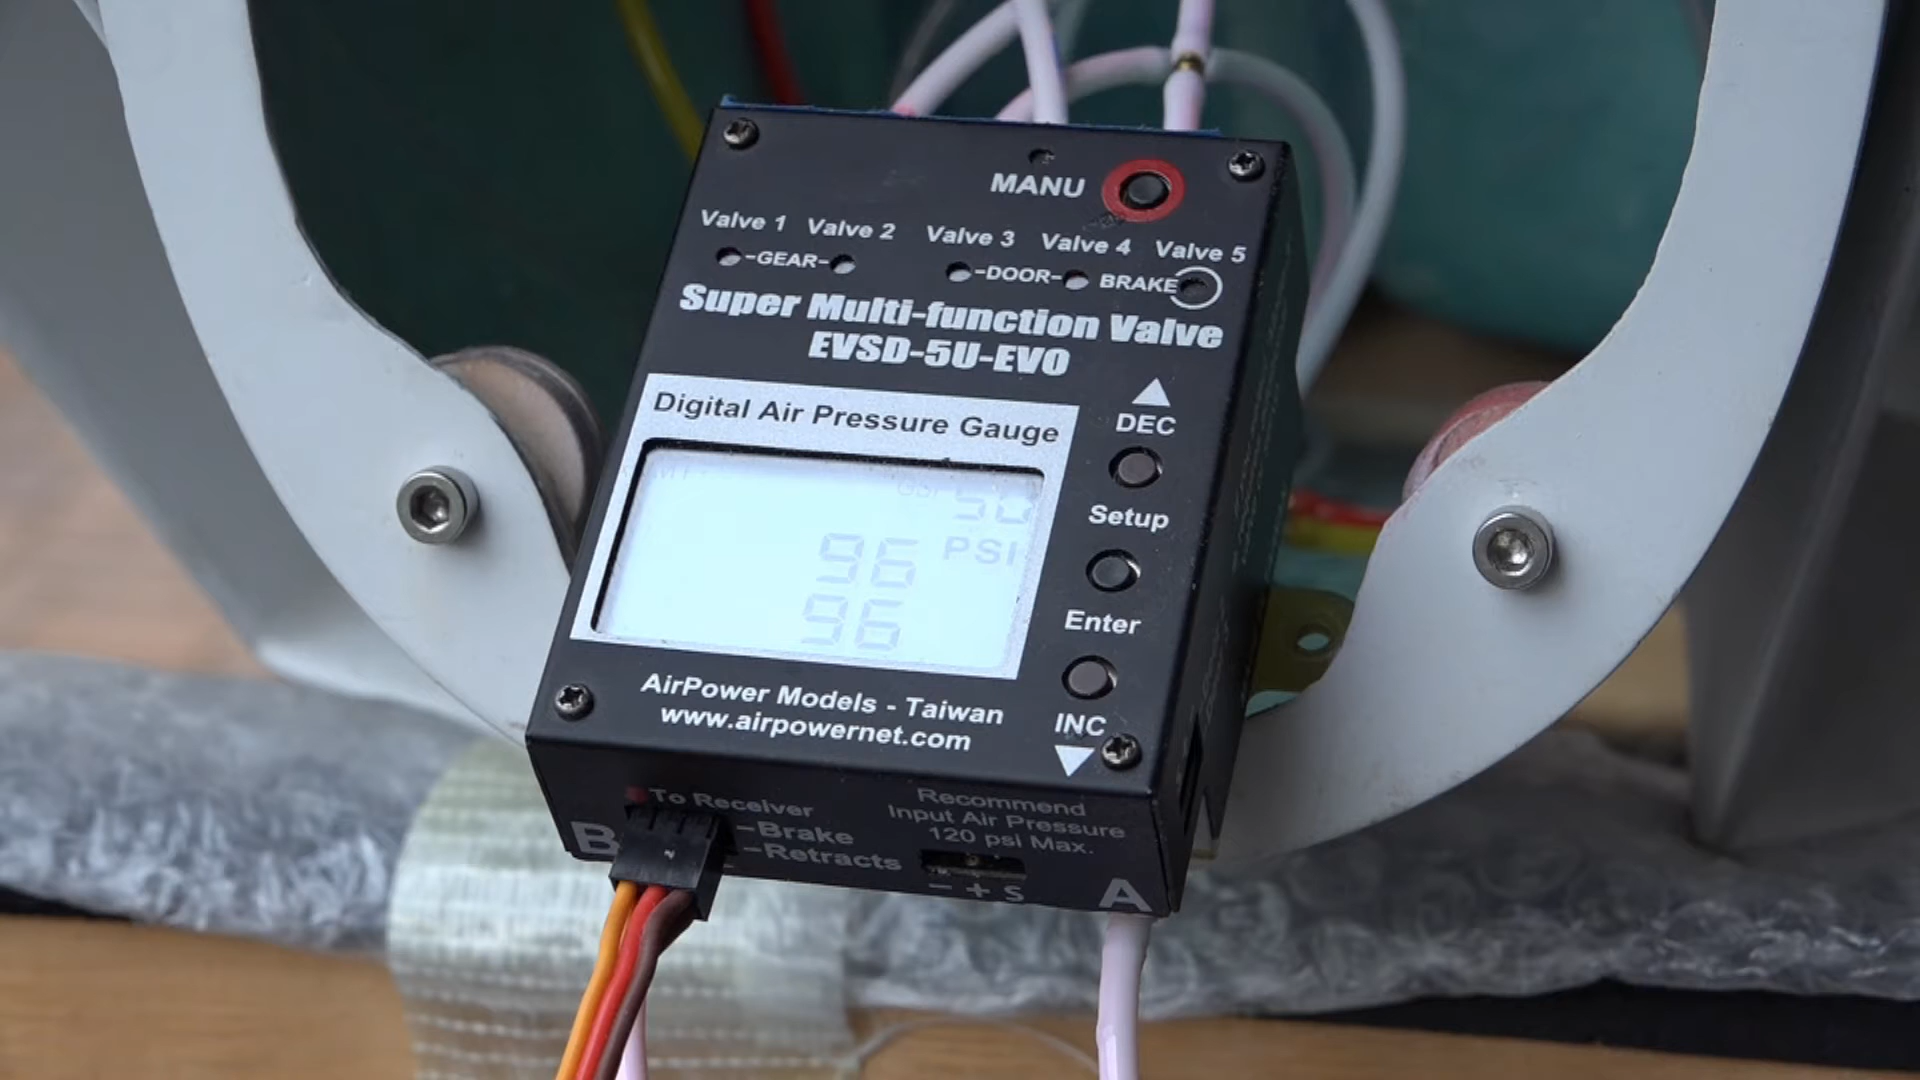 MANU
Valve 1 Valve 2 Valve 3 Valve 4 Valve 5
-GEAR- -DOOR- BRAKE
Super Multi-function Valve
EVSD-5U-EVO
Digital Air Pressure Gauge
50
96 PSI
96
DEC
Setup
Enter
INC
AirPower Models - Taiwan
www.airpowernet.com
To Receiver
B -Brake
-Retracts
Recommend
Input Air Pressure
120 psi Max.
- + S
A